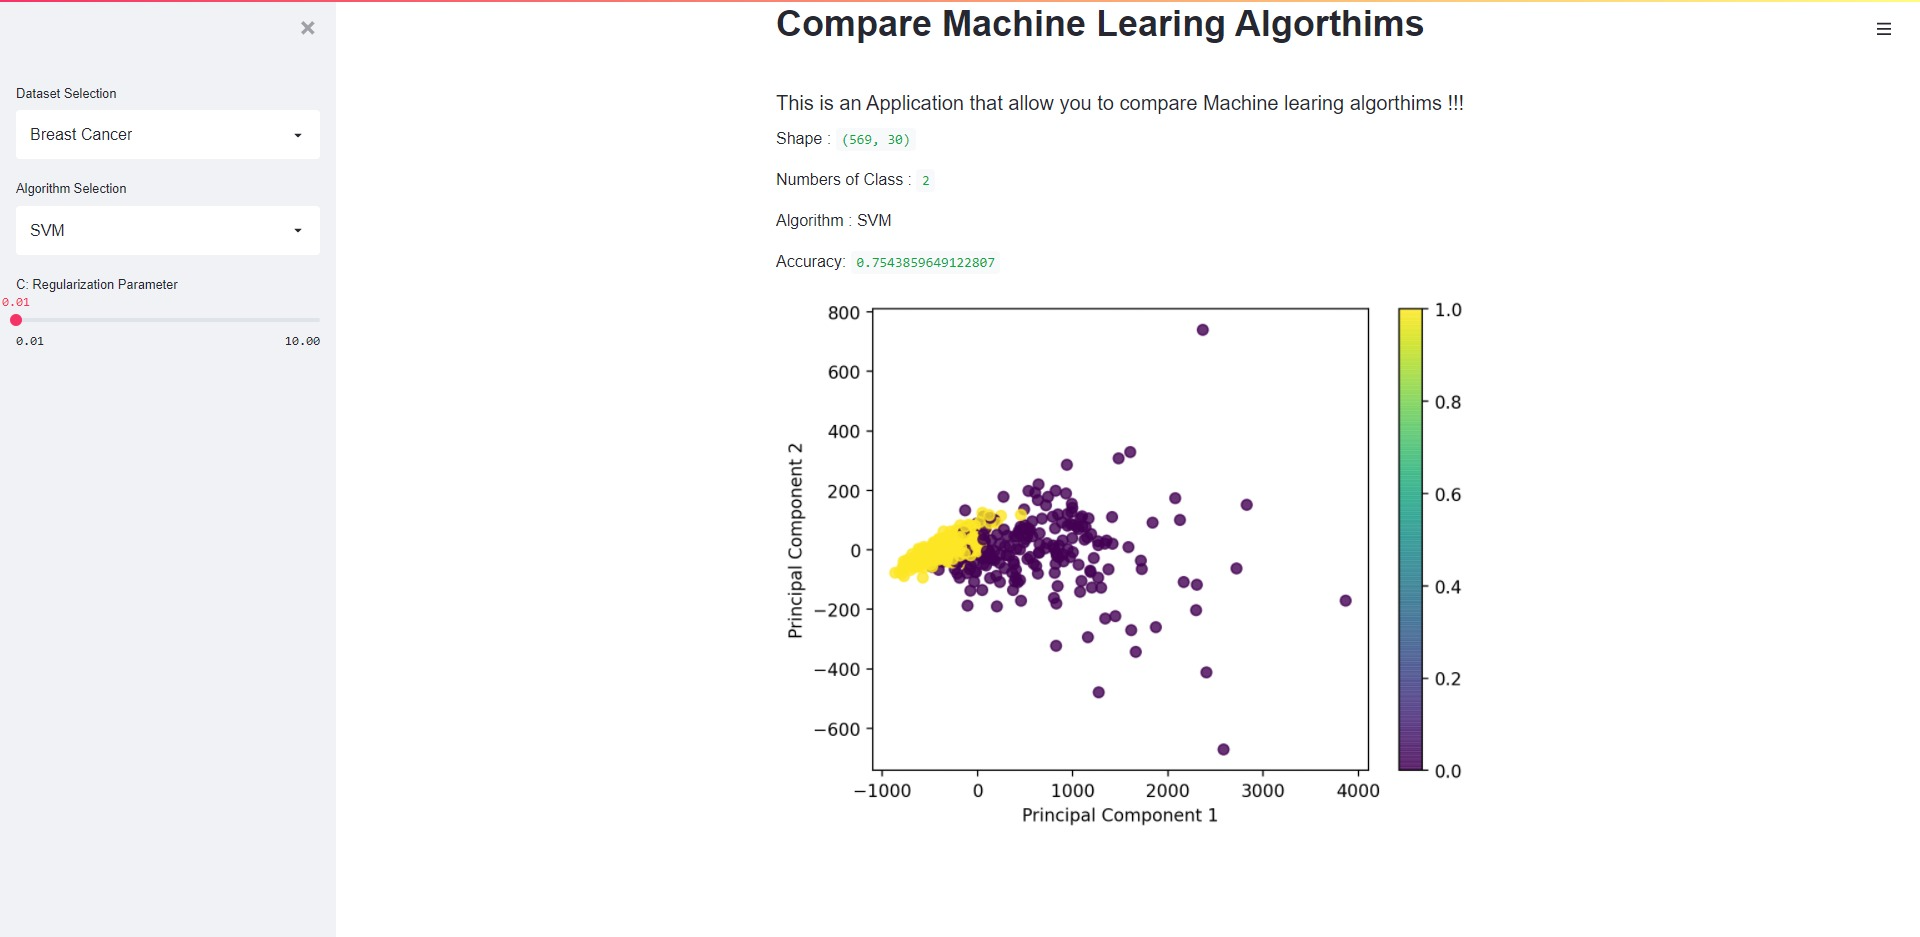 ×
Dataset Selection
Breast Cancer
Algorithm Selection
SVM
C: Regularization Parameter
0.01
0.01 10.00
Compare Machine Learing Algorthims
This is an Application that allow you to compare Machine learing algorthims !!!
Shape : (569, 30)
Numbers of Class : 2
Algorithm : SVM
Accuracy: 0.7543859649122807
800
600
400
200
0
−200
−400
−600
Principal Component 2
−1000 0 1000 2000 3000 4000
Principal Component 1
1.0
0.8
0.6
0.4
0.2
0.0